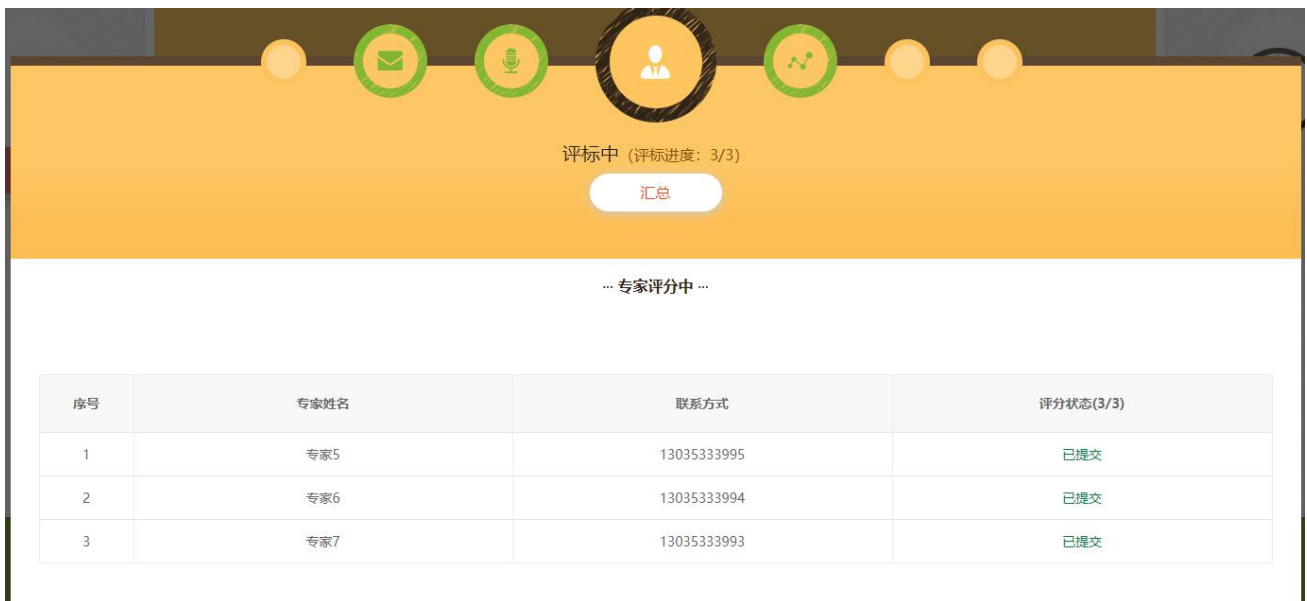 评标中 (评标进度：3/3)
汇总
··· 专家评分中 ···
序号 专家姓名 联系方式 评分状态(3/3)
1 专家5 13035333995 已提交
2 专家6 13035333994 已提交
3 专家7 13035333993 已提交